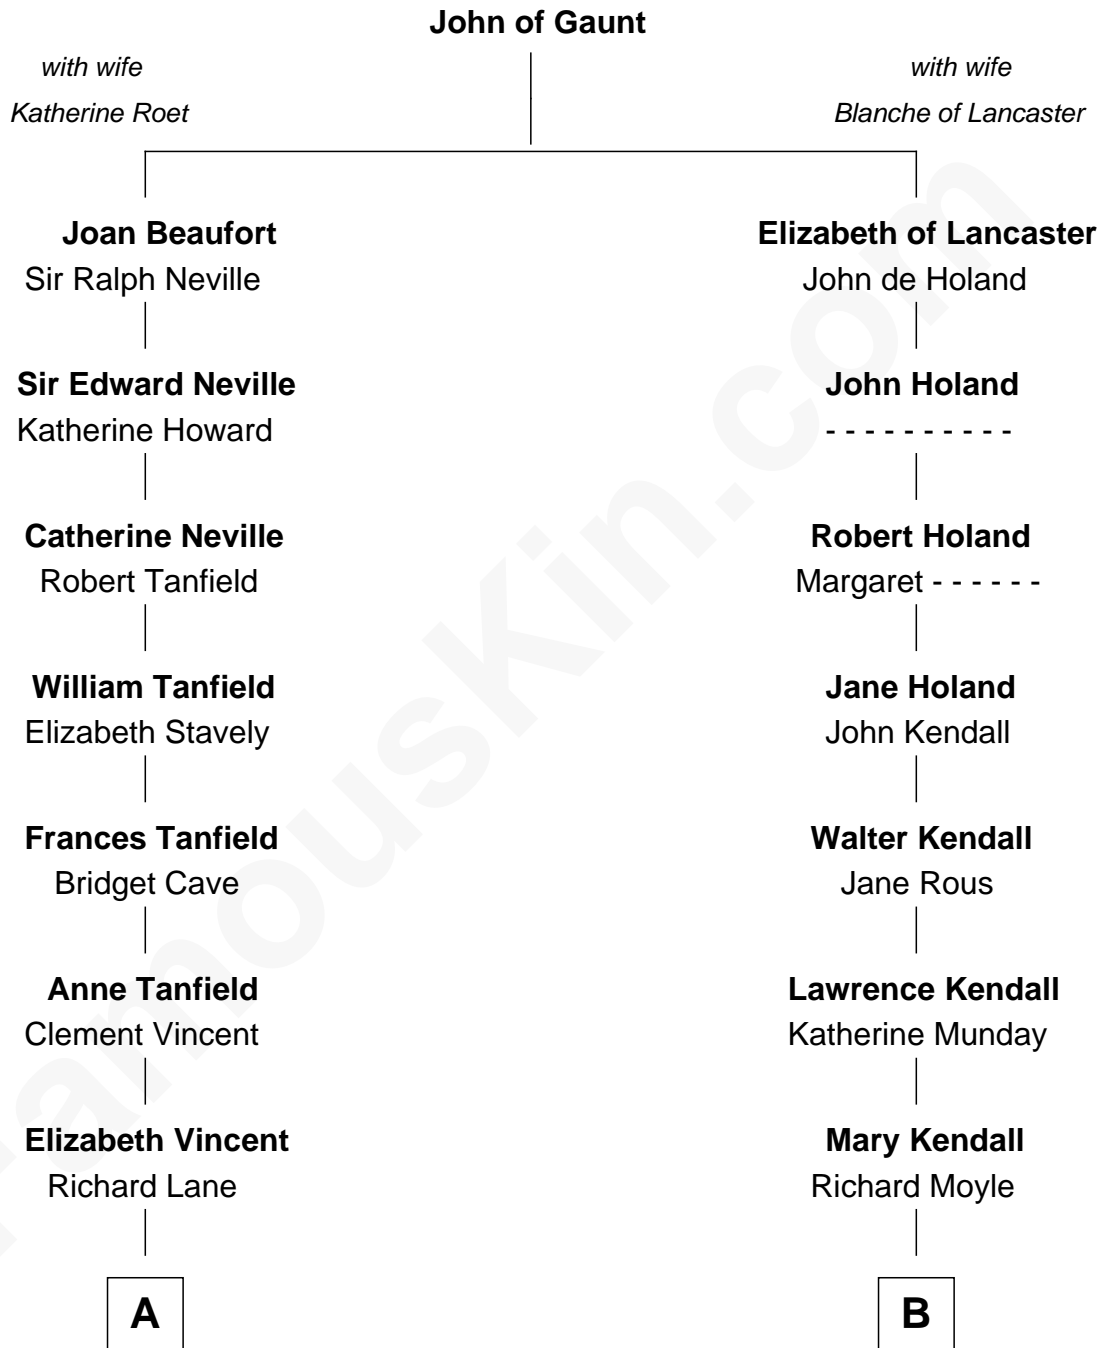 John of Gaunt
with wife
Katherine Roet
with wife
Blanche of Lancaster
Joan Beaufort
Sir Ralph Neville
Elizabeth of Lancaster
John de Holand
Sir Edward Neville
Katherine Howard
John Holand
- - - - - - - - - -
Catherine Neville
Robert Tanfield
Robert Holand
Margaret - - - - - -
William Tanfield
Elizabeth Stavely
Jane Holand
John Kendall
Frances Tanfield
Bridget Cave
Walter Kendall
Jane Rous
Anne Tanfield
Clement Vincent
Lawrence Kendall
Katherine Munday
Elizabeth Vincent
Richard Lane
Mary Kendall
Richard Moyle
A
B
FamousKin.com